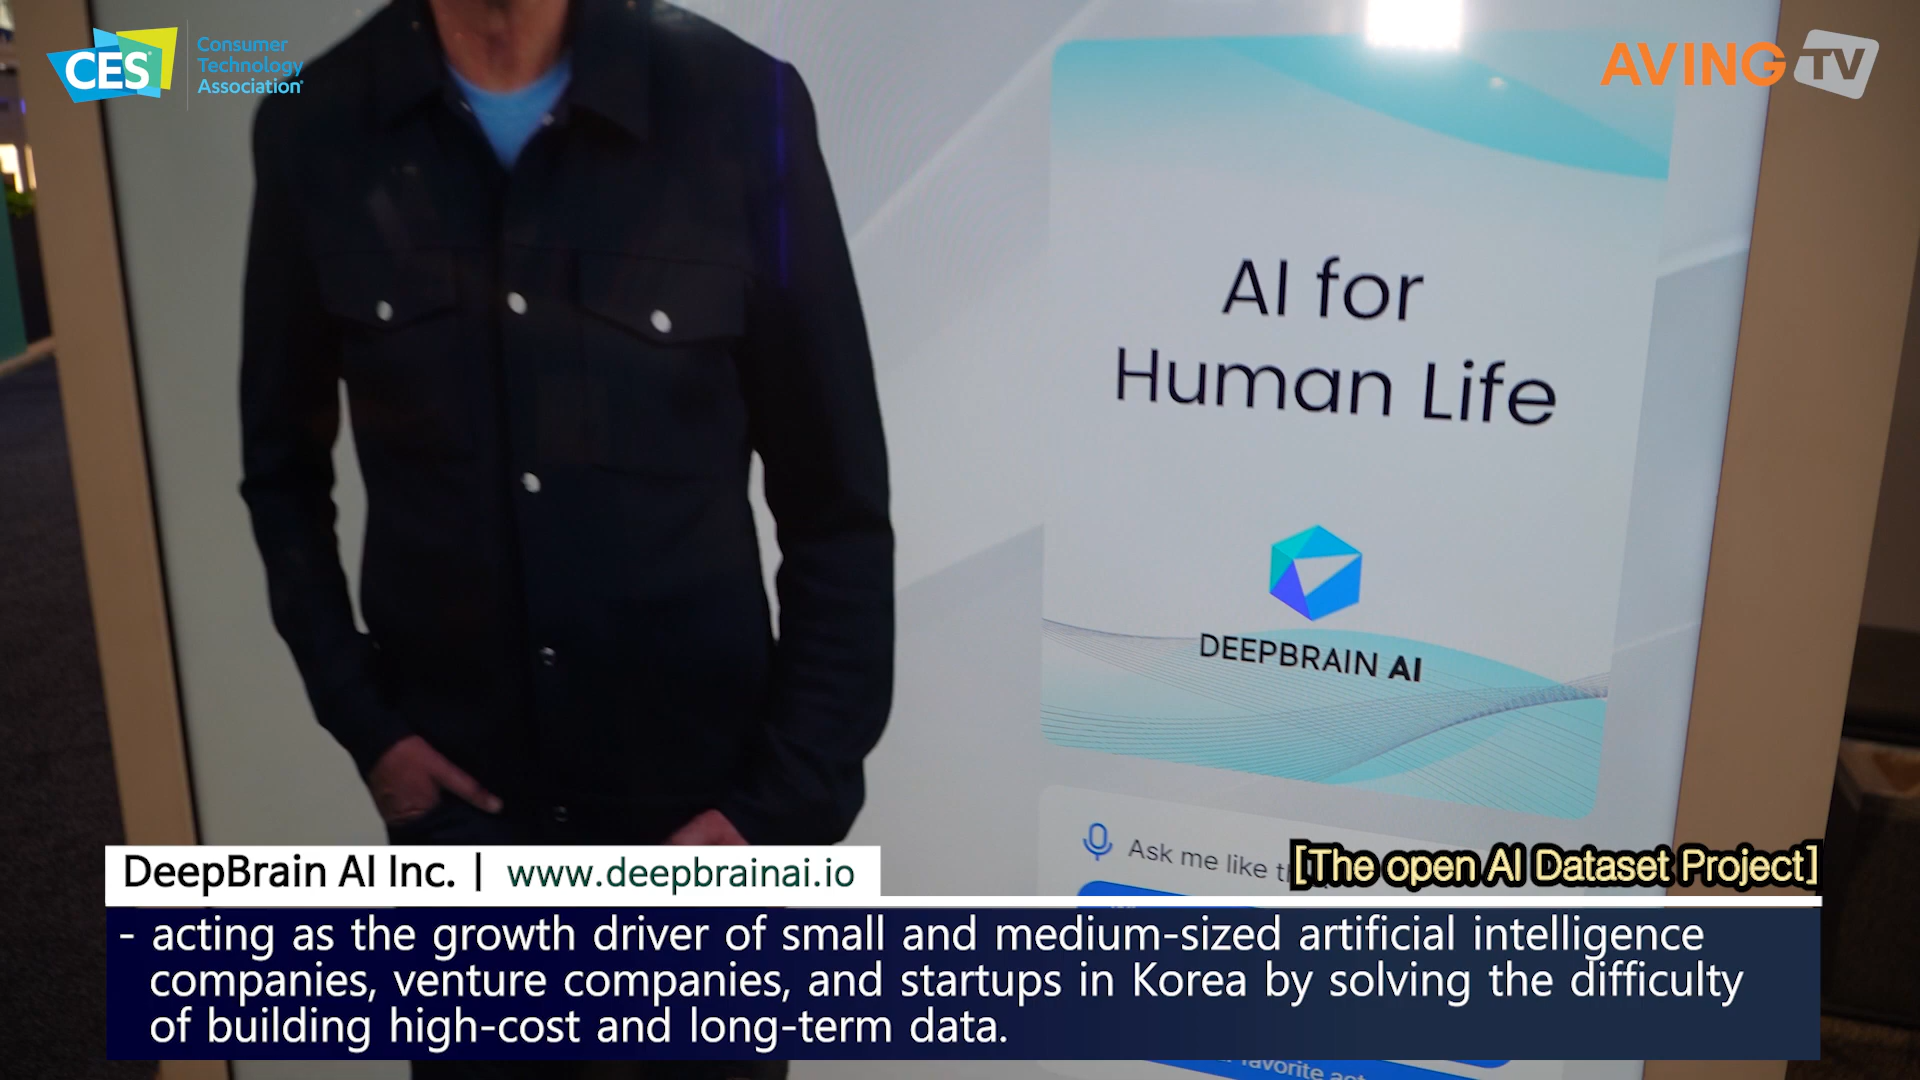 CES
Consumer
Technology
Association
AVING TV
AI for
Human Life
DEEPBRAIN AI
Ask me like
[The open AI Dataset Project]
DeepBrain AI Inc. | www.deepbrainai.io
- acting as the growth driver of small and medium-sized artificial intelligence
companies, venture companies, and startups in Korea by solving the difficulty
of building high-cost and long-term data.
favorite